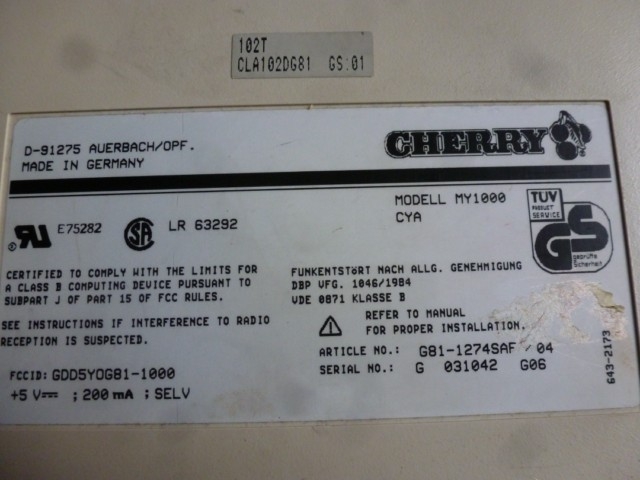 102T
CLA102DG81 GS:01
D-91275 AUERBACH/OPF.
MADE IN GERMANY
CHERRY
MODELL MY1000
CYA
TÜV
PRODUCT
SERVICE
GS
geprüfte
Sicherheit
RU E75282
SA LR 63292
CERTIFIED TO COMPLY WITH THE LIMITS FOR
A CLASS B COMPUTING DEVICE PURSUANT TO
SUBPART J OF PART 15 OF FCC RULES.
SEE INSTRUCTIONS IF INTERFERENCE TO RADIO
RECEPTION IS SUSPECTED.
FCCID: GDD5YOG81-1000
+5 V⎓ ; 200 mA ; SELV
FUNKENTSTÖRT NACH ALLG. GENEHMIGUNG
DBP VFG. 1046/1984
VDE 0871 KLASSE B
REFER TO MANUAL
FOR PROPER INSTALLATION.
ARTICLE NO.: G81-1274SAF / 04
SERIAL NO.: G 031042 G06
643-2173